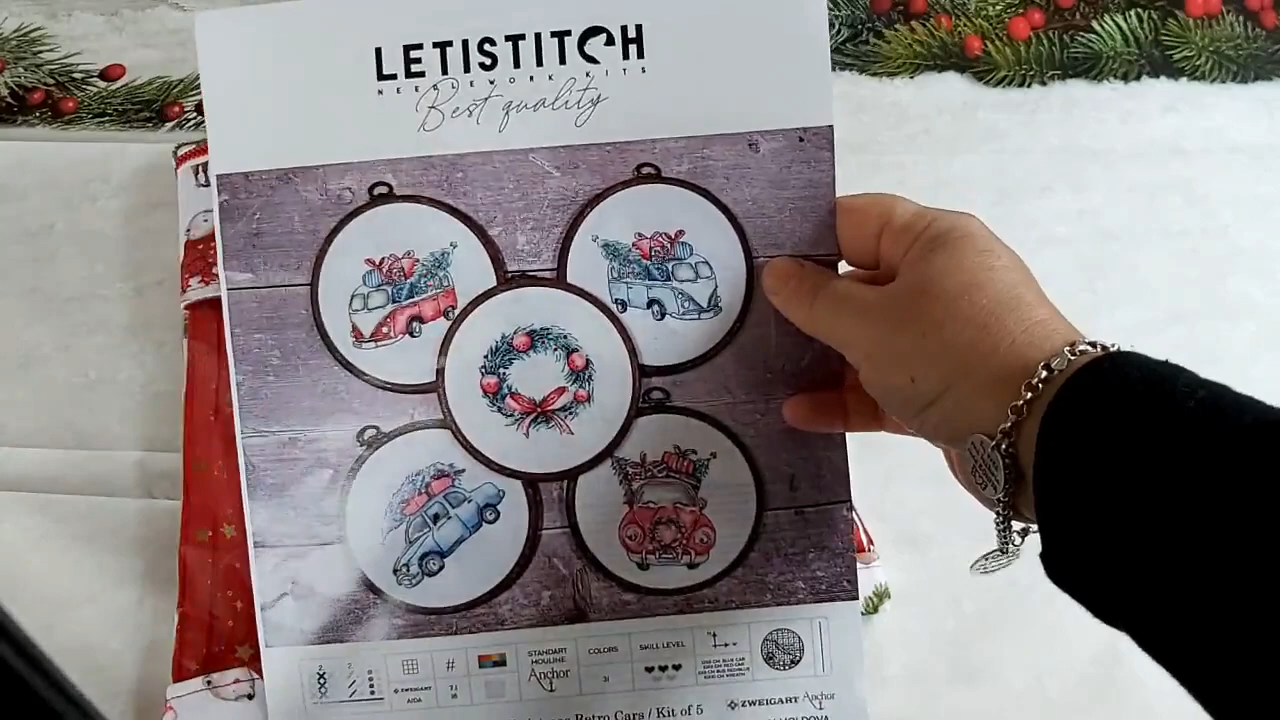 LETISTITCH
NEEDLEWORK KITS
Best quality
STANDART
MOULINE
Anchor
COLORS
31
SKILL LEVEL
#
ZWEIGART
AIDA
Retro Cars / Kit of 5
ZWEIGART Anchor
MOLDOVA